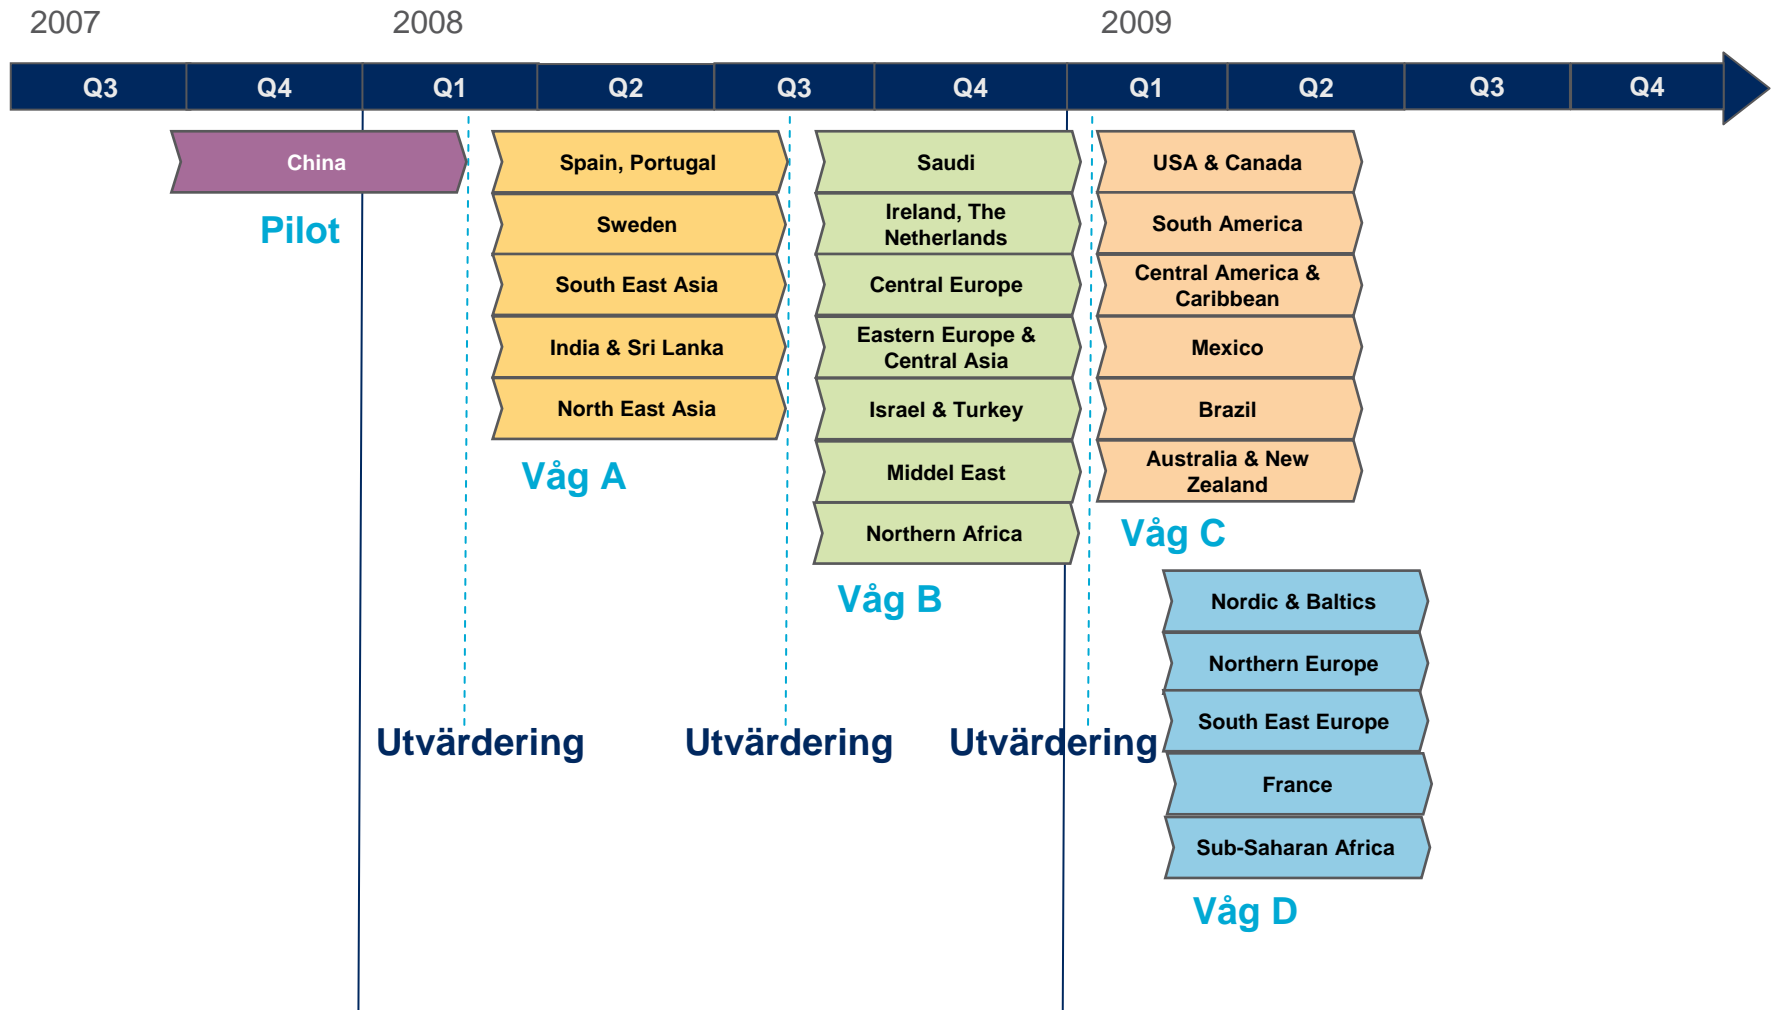 2007 2008 2009
Q3 Q4 Q1 Q2 Q3 Q4 Q1 Q2 Q3 Q4
China
Pilot
Spain, Portugal
Sweden
South East Asia
India & Sri Lanka
North East Asia
Våg A
Saudi
Ireland, The
Netherlands
Central Europe
Eastern Europe &
Central Asia
Israel & Turkey
Middel East
Northern Africa
Våg B
USA & Canada
South America
Central America &
Caribbean
Mexico
Brazil
Australia & New
Zealand
Våg C
Nordic & Baltics
Northern Europe
South East Europe
France
Sub-Saharan Africa
Våg D
Utvärdering Utvärdering Utvärdering